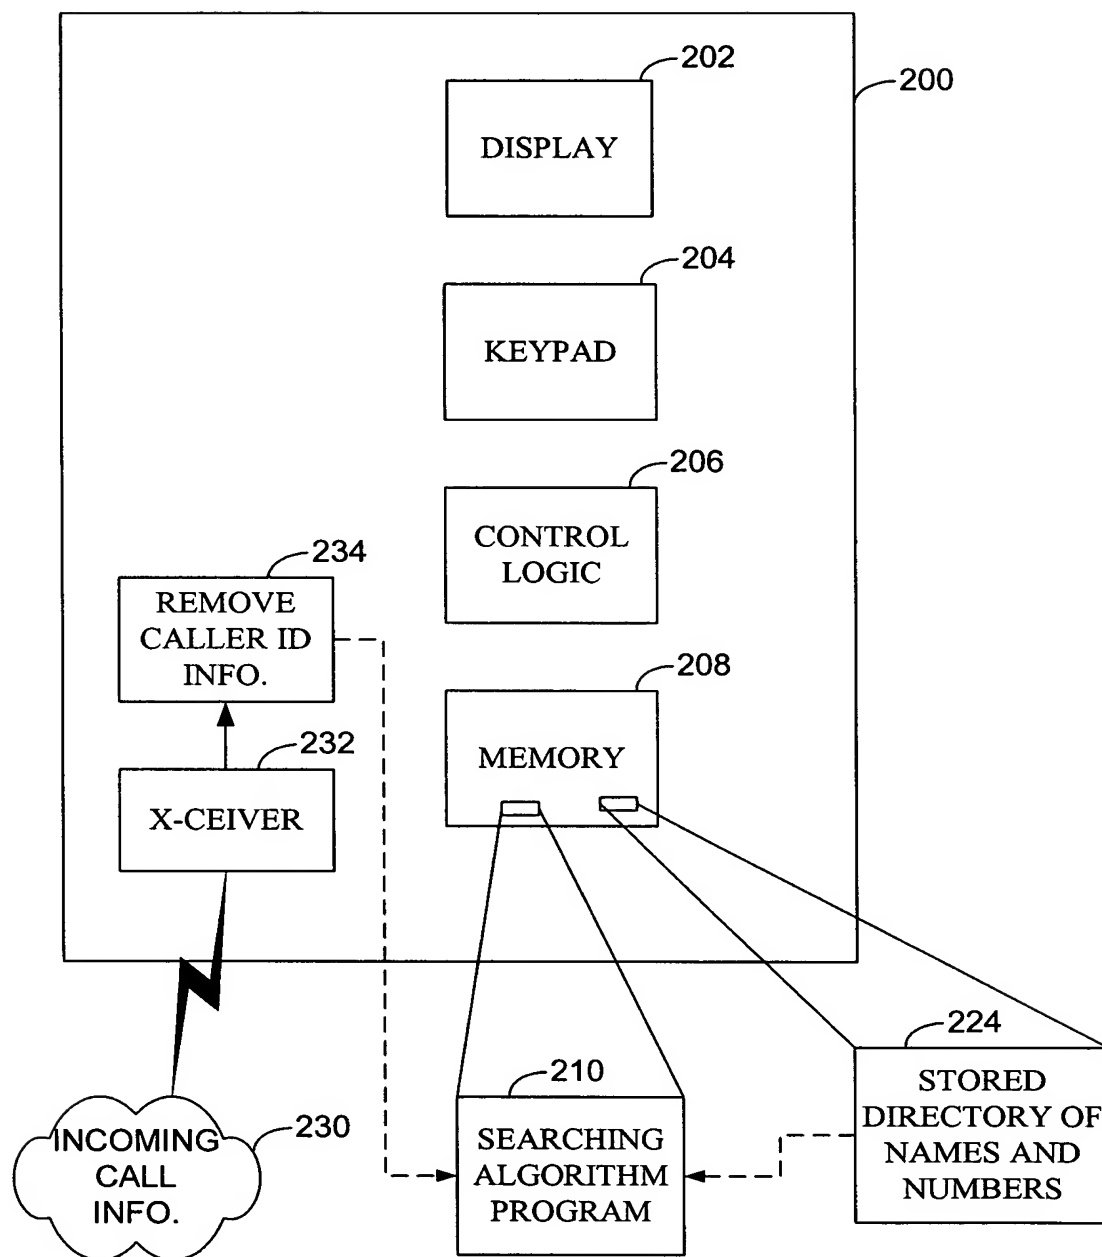 202
200
DISPLAY
204
KEYPAD
206
CONTROL
LOGIC
234
REMOVE
CALLER ID
INFO.
208
MEMORY
232
X-CEIVER
224
STORED
DIRECTORY OF
NAMES AND
NUMBERS
210
SEARCHING
ALGORITHM
PROGRAM
230
INCOMING
CALL
INFO.